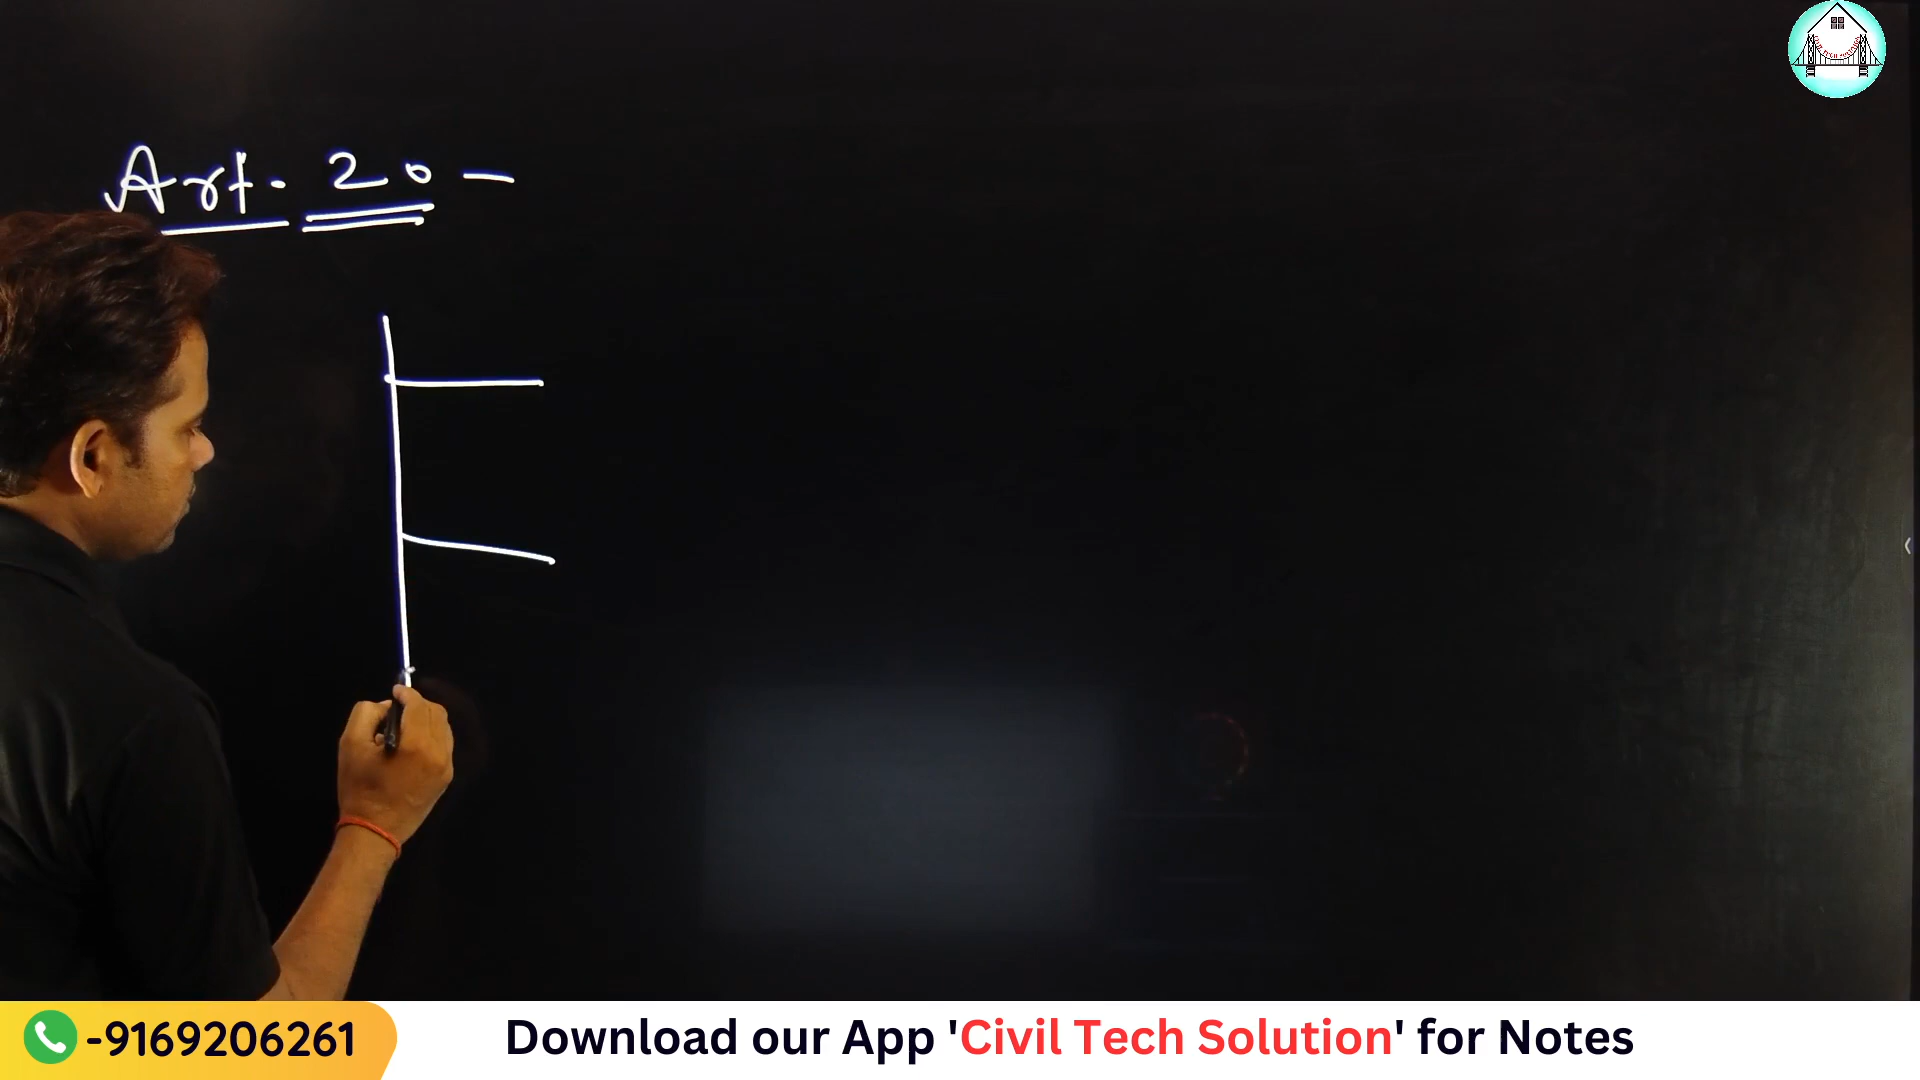 Art. 20 -
-9169206261
Download our App 'Civil Tech Solution' for Notes